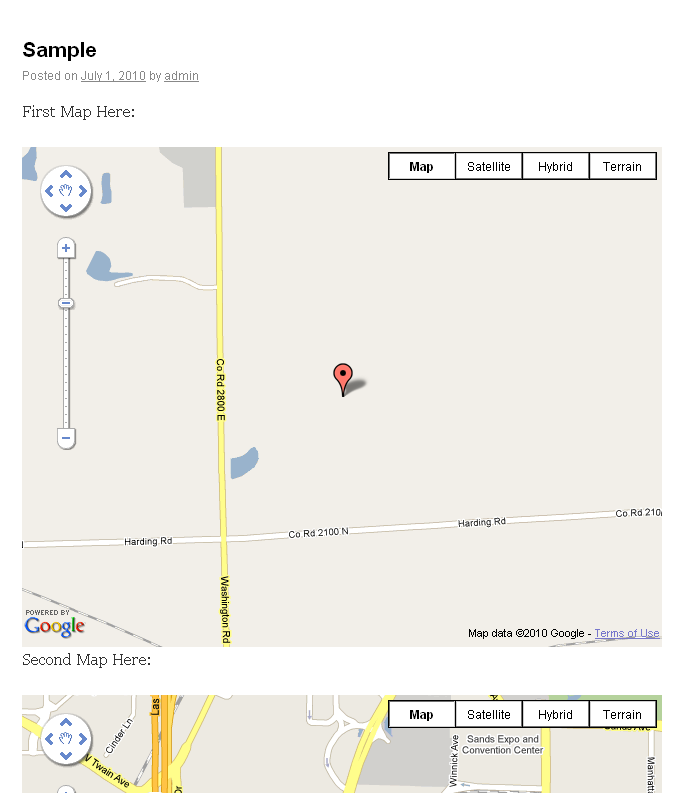 Sample
Posted on July 1, 2010 by admin
First Map Here:
Map Satellite Hybrid Terrain
Co Rd 2800 E
Harding Rd
Co Rd 2100 N
Harding Rd
Co Rd 210
Washington Rd
POWERED BY
Google
Map data ©2010 Google - Terms of Use
Second Map Here:
Map Satellite Hybrid Terrain
Las
Cinder Ln
W Twain Ave
Sands Expo and
Convention Center
Winnick Ave
Sands Ave
Manhatta